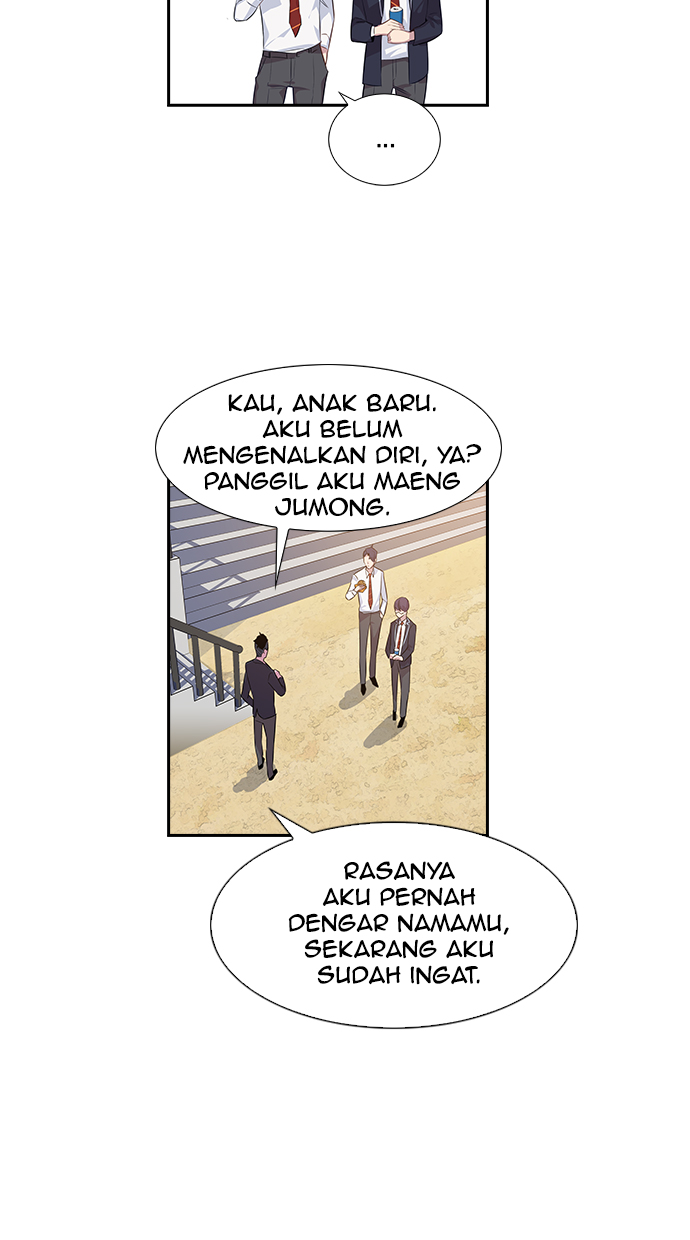 ...
KAU, ANAK BARU.
AKU BELUM
MENGENALKAN DIRI, YA?
PANGGIL AKU MAENG
JUMONG.
RASANYA
AKU PERNAH
DENGAR NAMAMU,
SEKARANG AKU
SUDAH INGAT.